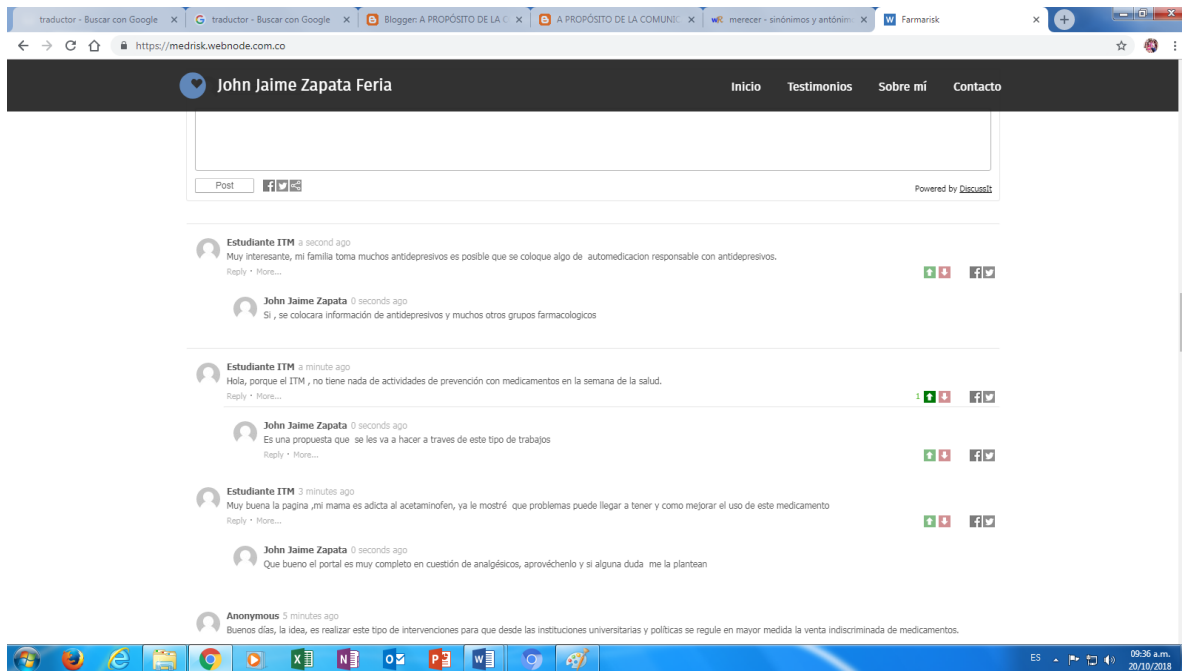 traductor - Buscar con Google
traductor - Buscar con Google
Blogger: A PROPÓSITO DE LA C
A PROPÓSITO DE LA COMUNIC
merecer - sinónimos y antónim
Farmarisk
https://medrisk.webnode.com.co
John Jaime Zapata Feria
Inicio Testimonios Sobre mí Contacto
Post
Powered by DiscussIt
Estudiante ITM a second ago
Muy interesante, mi familia toma muchos antidepresivos es posible que se coloque algo de automedicacion responsable con antidepresivos.
Reply • More...
John Jaime Zapata 0 seconds ago
Si , se colocara información de antidepresivos y muchos otros grupos farmacologicos
Estudiante ITM a minute ago
Hola, porque el ITM , no tiene nada de actividades de prevención con medicamentos en la semana de la salud.
Reply • More...
1
John Jaime Zapata 0 seconds ago
Es una propuesta que se les va a hacer a traves de este tipo de trabajos
Reply • More...
Estudiante ITM 3 minutes ago
Muy buena la pagina ,mi mama es adicta al acetaminofen, ya le mostré que problemas puede llegar a tener y como mejorar el uso de este medicamento
Reply • More...
John Jaime Zapata 0 seconds ago
Que bueno el portal es muy completo en cuestión de analgésicos, aprovéchenlo y si alguna duda me la plantean
Anonymous 5 minutes ago
Buenos días, la idea, es realizar este tipo de intervenciones para que desde las instituciones universitarias y políticas se regule en mayor medida la venta indiscriminada de medicamentos.
ES
09:36 a.m.
20/10/2018